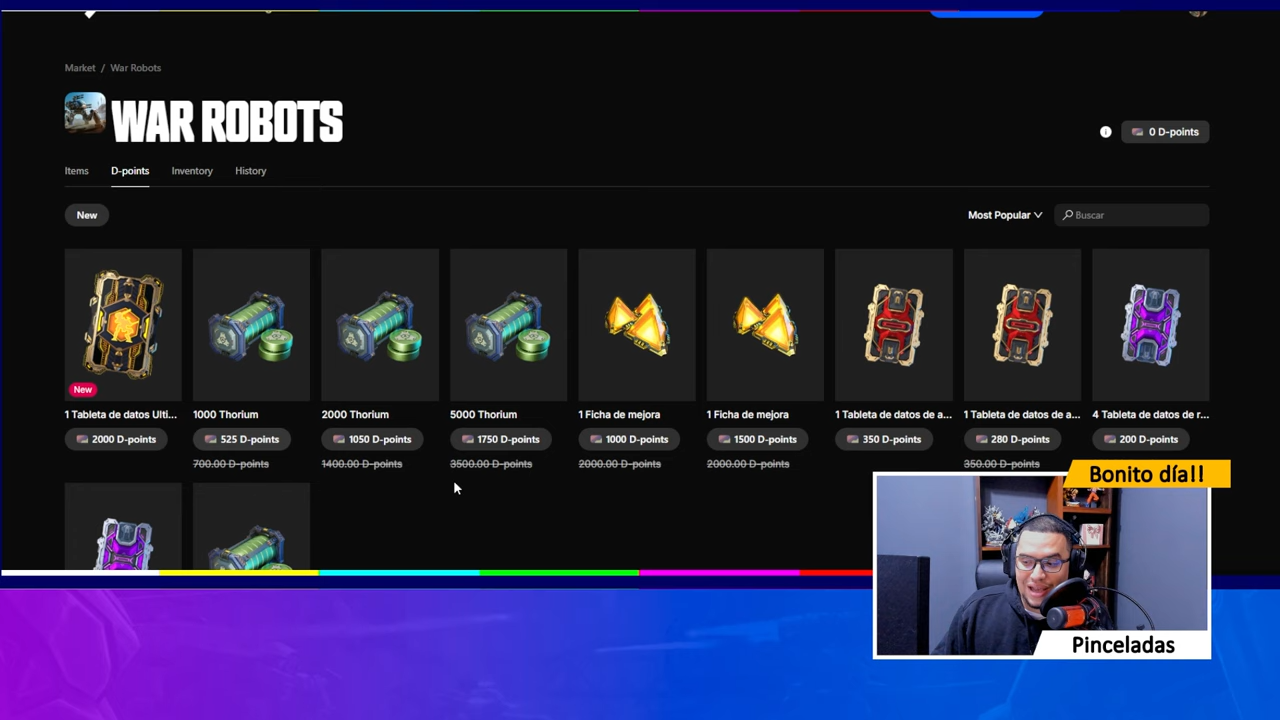 Market / War Robots
WAR ROBOTS
0 D-points
Items D-points Inventory History
New
Most Popular
Buscar
New
1 Tableta de datos Ulti...
1000 Thorium
2000 Thorium
5000 Thorium
1 Ficha de mejora
1 Ficha de mejora
1 Tableta de datos de a...
1 Tableta de datos de a...
4 Tableta de datos de r...
2000 D-points
525 D-points
1050 D-points
1750 D-points
1000 D-points
1500 D-points
350 D-points
280 D-points
200 D-points
700.00 D-points
1400.00 D-points
3500.00 D-points
2000.00 D-points
2000.00 D-points
350.00 D-points
Bonito día!!
Pinceladas